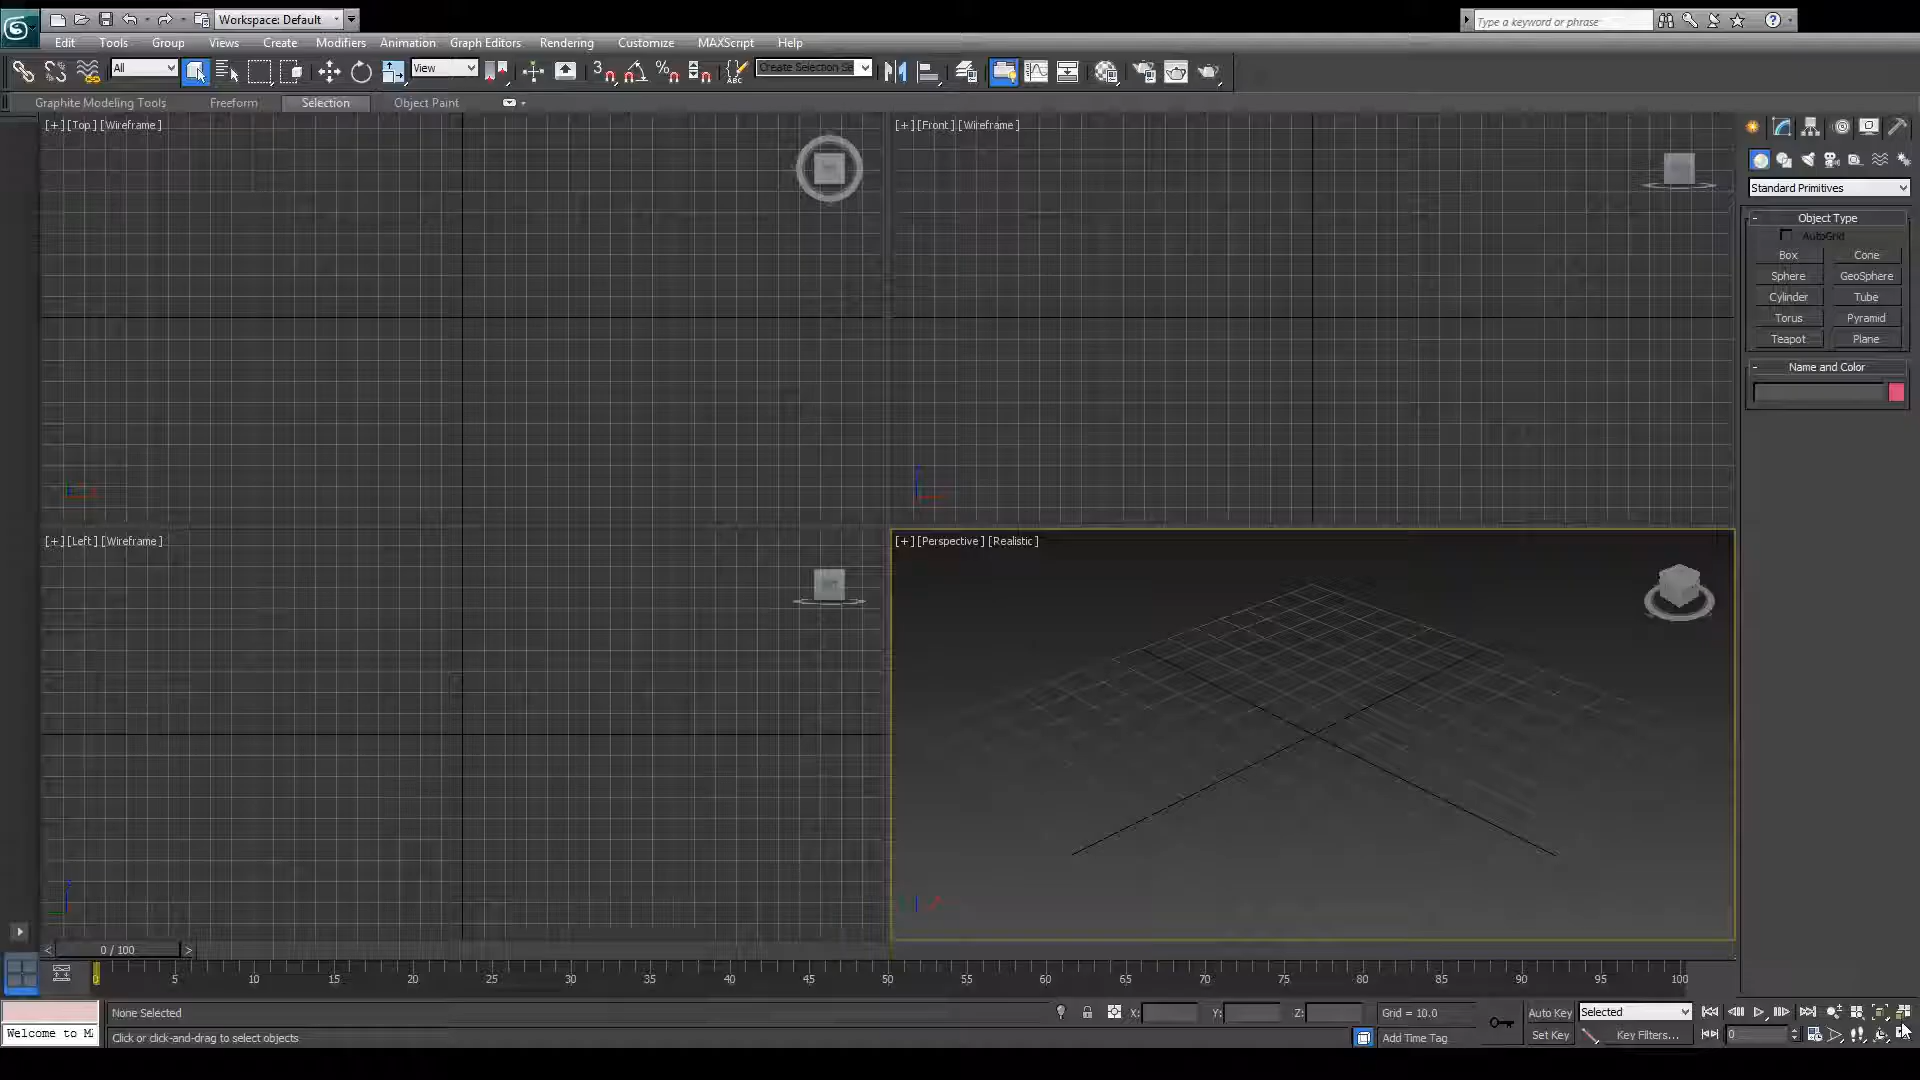 Workspace: Default
Type a keyword or phrase
Edit Tools Group Views Create Modifiers Animation Graph Editors Rendering Customize MAXScript Help
All
View
Create Selection Se
Graphite Modeling Tools Freeform Selection Object Paint
[+] [Top] [Wireframe]
[+] [Front] [Wireframe]
Standard Primitives
- Object Type
AutoGrid
Box Cone
Sphere GeoSphere
Cylinder Tube
Torus Pyramid
Teapot Plane
- Name and Color
[+] [Left] [Wireframe]
[+] [Perspective] [Realistic]
< 0 / 100 >
0 5 10 15 20 25 30 35 40 45 50 55 60 65 70 75 80 85 90 95 100
None Selected
X: Y: Z: Grid = 10.0
Auto Key Selected
Welcome to M
Click or click-and-drag to select objects
Add Time Tag
Set Key Key Filters...
0